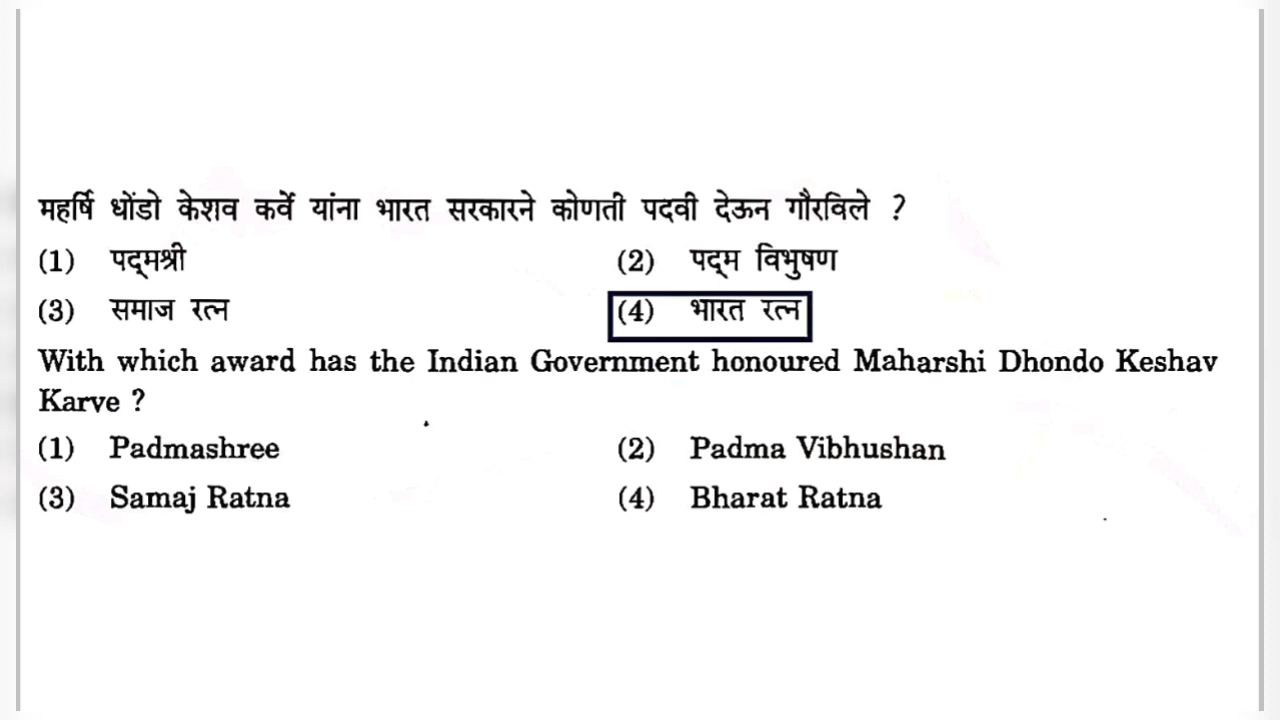 महर्षि धोंडो केशव कर्वे यांना भारत सरकारने कोणती पदवी देऊन गौरविले ?
(1) पद्‌मश्री (2) पद्‌म विभुषण
(3) समाज रत्न (4) भारत रत्न
With which award has the Indian Government honoured Maharshi Dhondo Keshav
Karve ?
(1) Padmashree (2) Padma Vibhushan
(3) Samaj Ratna (4) Bharat Ratna